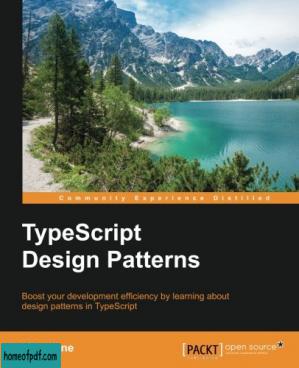 Community Experience Distilled
TypeScript
Design Patterns
Boost your development efficiency by learning about
design patterns in TypeScript
homeofpdf.com
[PACKT] open source*
PUBLISHING